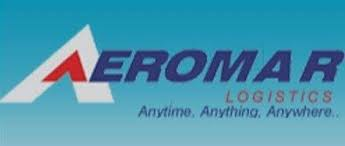 AEROMAR
LOGISTICS
Anytime, Anything, Anywhere..